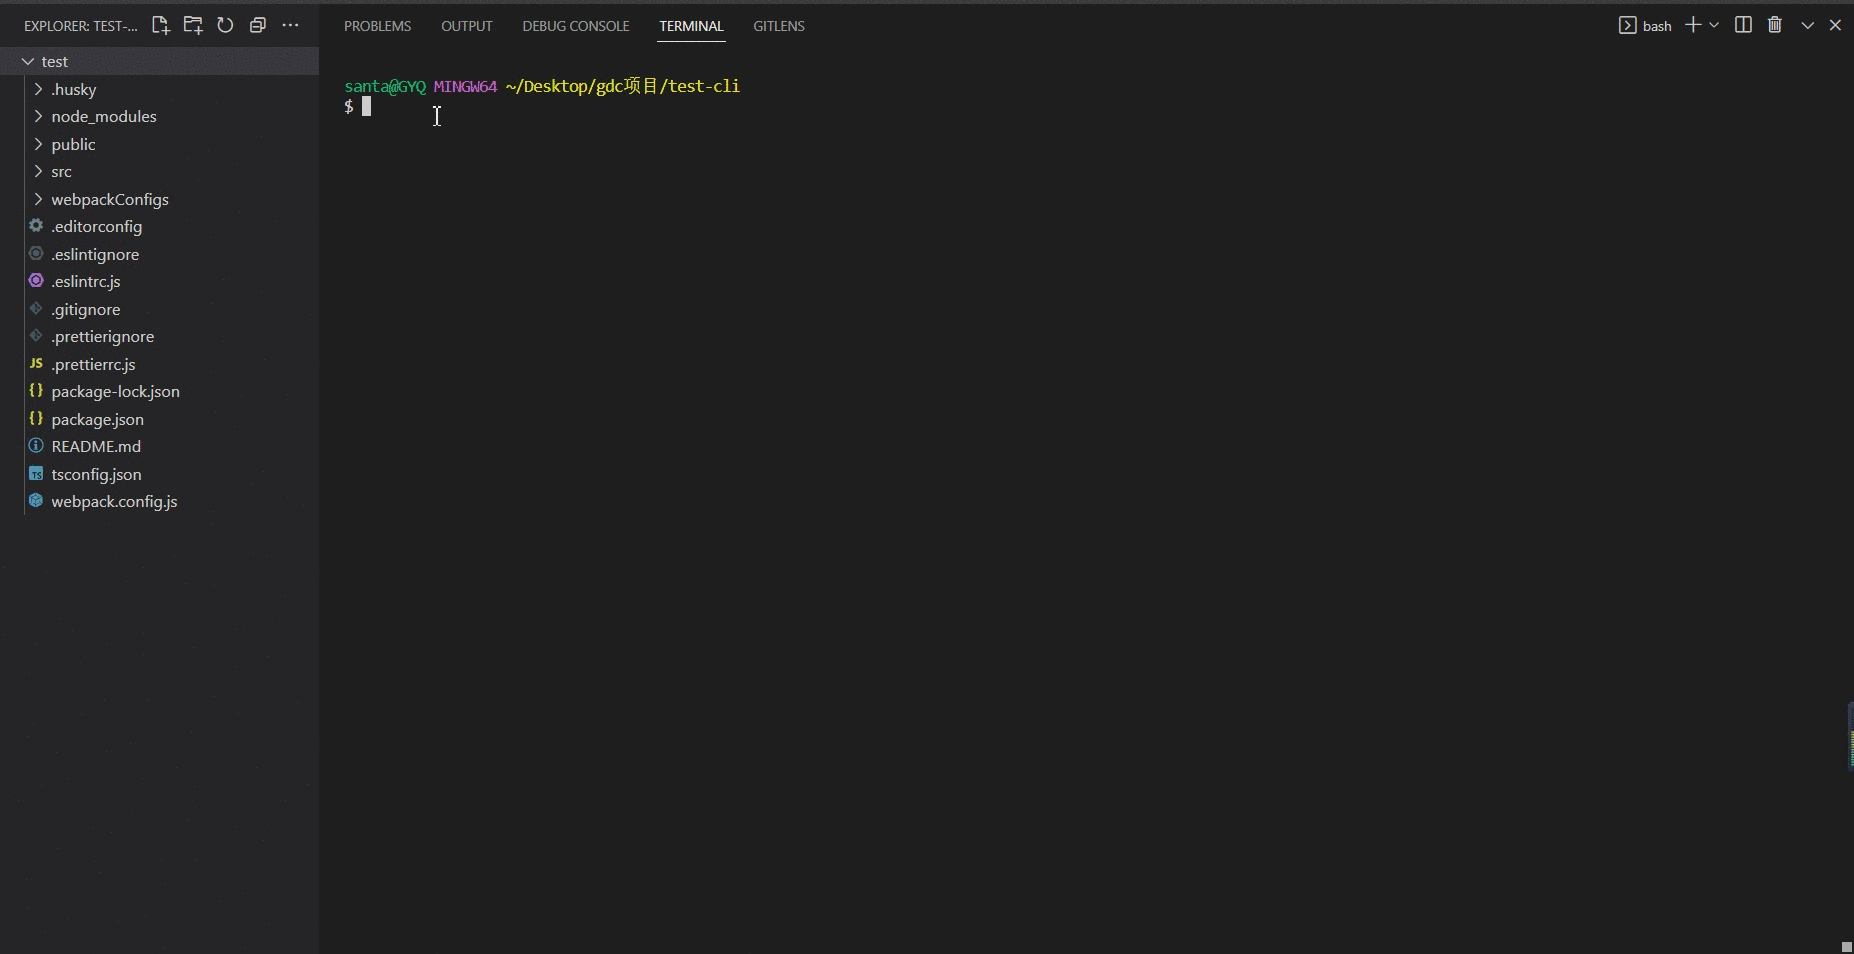 EXPLORER: TEST-...
test
.husky
node_modules
public
src
webpackConfigs
.editorconfig
.eslintignore
.eslintrc.js
.gitignore
.prettierignore
JS .prettierrc.js
{} package-lock.json
{} package.json
README.md
TS tsconfig.json
webpack.config.js
PROBLEMS OUTPUT DEBUG CONSOLE TERMINAL GITLENS
bash
santa@GYQ MINGW64 ~/Desktop/gdc项目/test-cli
$